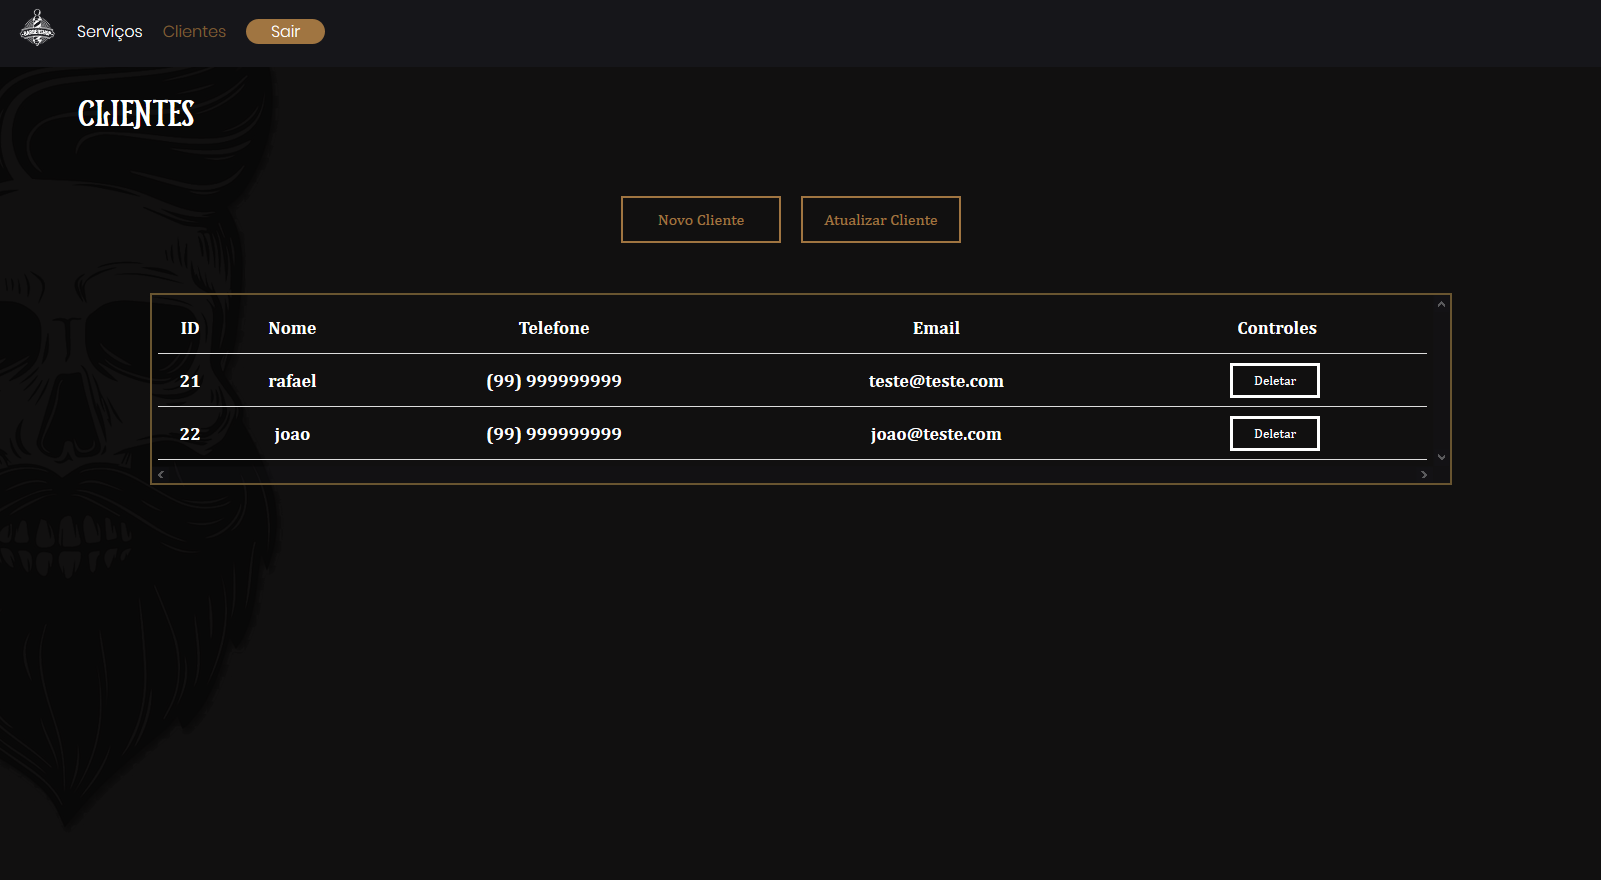 BARBERSHOP
Serviços Clientes Sair
CLIENTES
Novo Cliente Atualizar Cliente
ID Nome Telefone Email Controles
21 rafael (99) 999999999 teste@teste.com Deletar
22 joao (99) 999999999 joao@teste.com Deletar